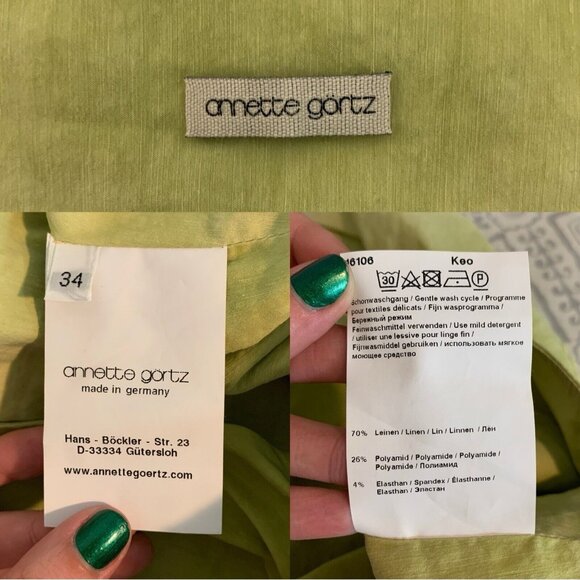 annette görtz
34
annette görtz
made in germany
Hans - Böckler - Str. 23
D-33334 Gütersloh
www.annettegoertz.com
16106 Keo
30 P
Schonwaschgang / Gentle wash cycle / Programme
pour textiles délicats / Fijn wasprogramma /
Бережный режим
Feinwaschmittel verwenden / Use mild detergent
/ utiliser une lessive pour linge fin /
Fijnwasmiddel gebruiken / использовать мягкое
моющее средство
70% Leinen / Linen / Lin / Linnen / Лен
26% Polyamid / Polyamide / Polyamide /
Polyamide / Полиамид
4% Elasthan / Spandex / Élasthanne /
Elasthan / Эластан